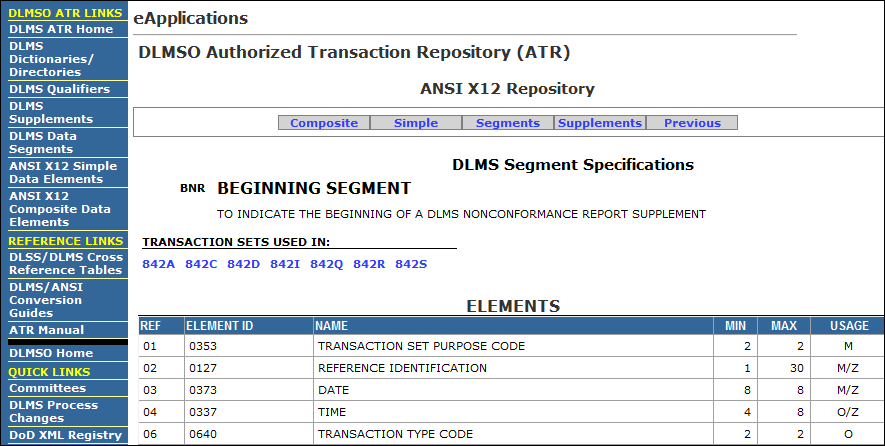 DLMSO ATR LINKS
DLMS ATR Home
DLMS
Dictionaries/
Directories
DLMS Qualifiers
DLMS
Supplements
DLMS Data
Segments
ANSI X12 Simple
Data Elements
ANSI X12
Composite Data
Elements
REFERENCE LINKS
DLSS/DLMS Cross
Reference Tables
DLMS/ANSI
Conversion
Guides
ATR Manual
DLMSO Home
QUICK LINKS
Committees
DLMS Process
Changes
DoD XML Registry
eApplications
DLMSO Authorized Transaction Repository (ATR)
ANSI X12 Repository
Composite Simple Segments Supplements Previous
DLMS Segment Specifications
BNR BEGINNING SEGMENT
TO INDICATE THE BEGINNING OF A DLMS NONCONFORMANCE REPORT SUPPLEMENT
TRANSACTION SETS USED IN:
842A 842C 842D 842I 842Q 842R 842S
ELEMENTS
REF ELEMENT ID NAME MIN MAX USAGE
01 0353 TRANSACTION SET PURPOSE CODE 2 2 M
02 0127 REFERENCE IDENTIFICATION 1 30 M/Z
03 0373 DATE 8 8 M/Z
04 0337 TIME 4 8 O/Z
06 0640 TRANSACTION TYPE CODE 2 2 O